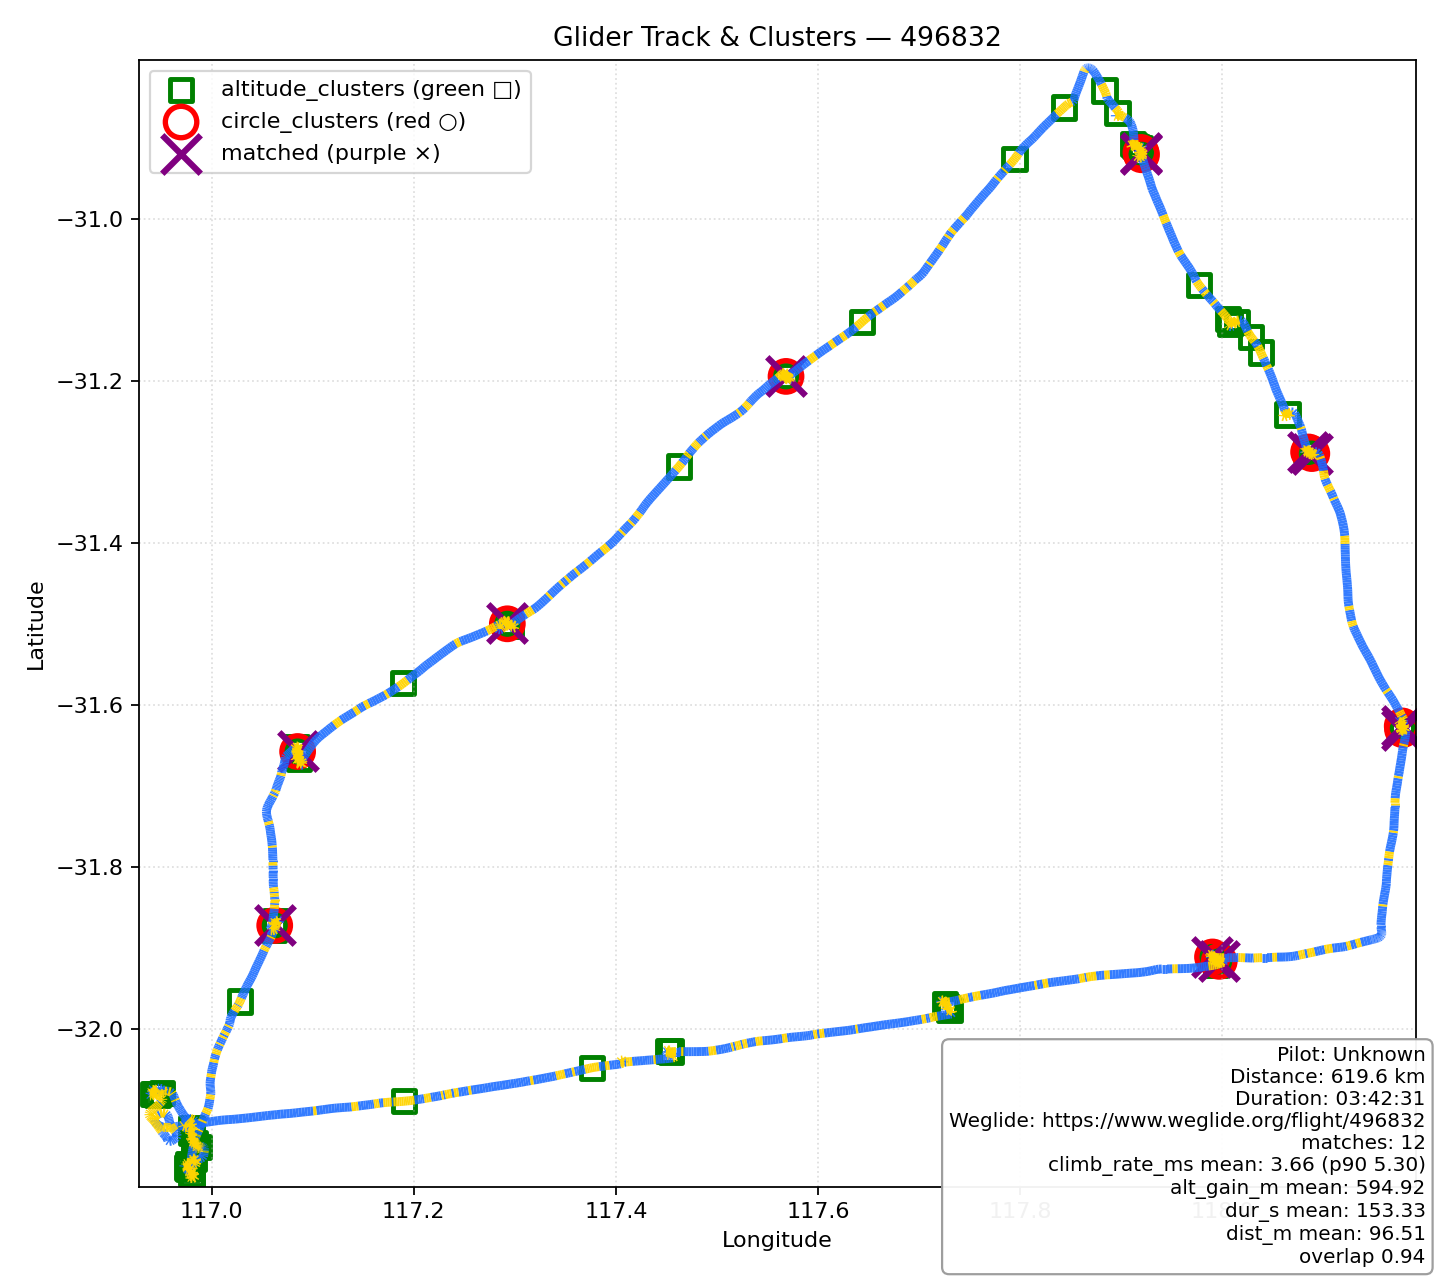 Glider Track & Clusters — 496832
altitude_clusters (green □)
circle_clusters (red ○)
matched (purple ×)
−31.0
−31.2
−31.4
−31.6
−31.8
−32.0
Latitude
117.0
117.2
117.4
117.6
117.8
Longitude
Pilot: Unknown
Distance: 619.6 km
Duration: 03:42:31
Weglide: https://www.weglide.org/flight/496832
matches: 12
climb_rate_ms mean: 3.66 (p90 5.30)
alt_gain_m mean: 594.92
dur_s mean: 153.33
dist_m mean: 96.51
overlap 0.94